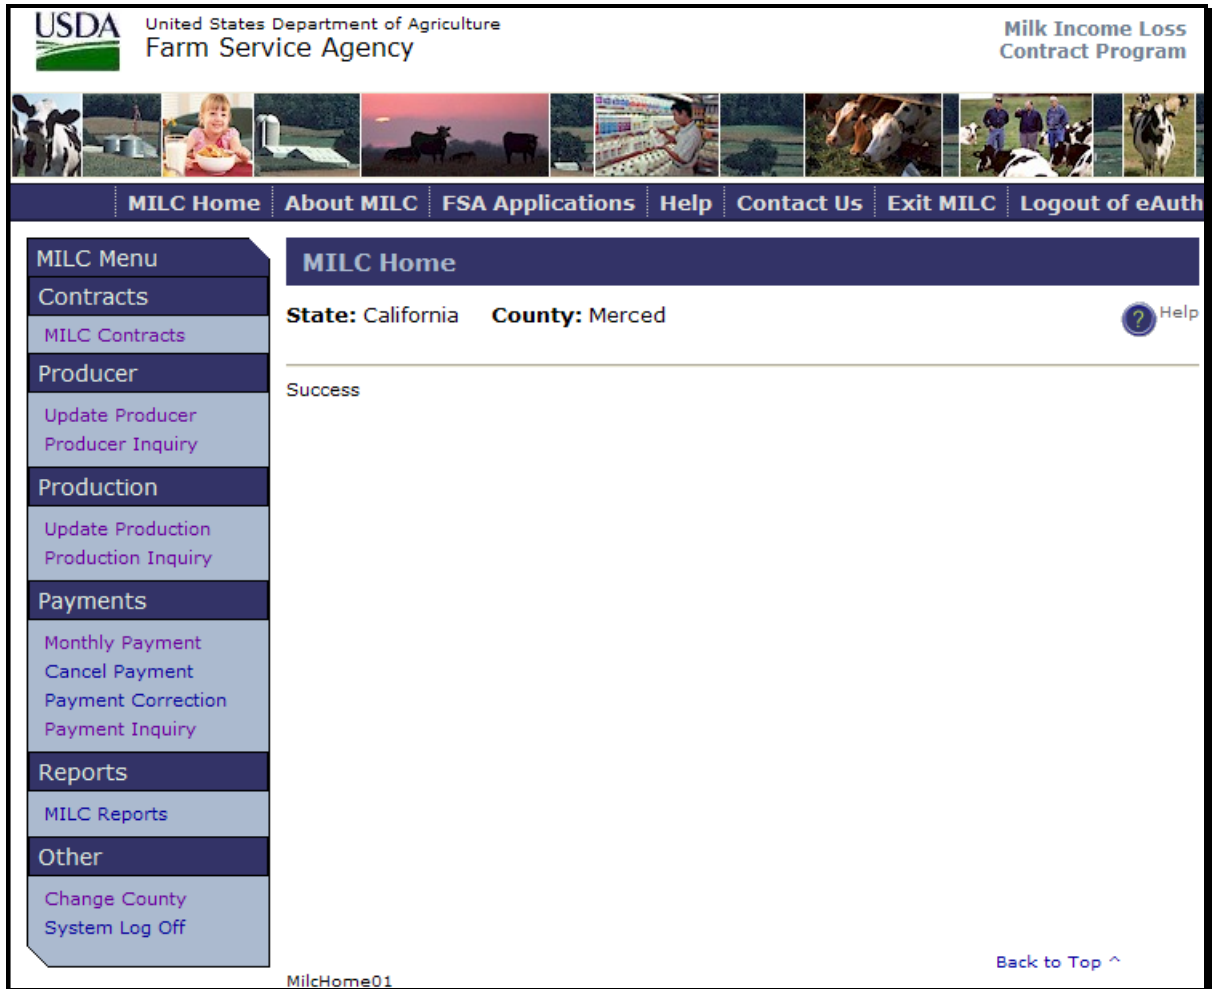 USDA
United States Department of Agriculture
Farm Service Agency
Milk Income Loss
Contract Program
MILC Home About MILC FSA Applications Help Contact Us Exit MILC Logout of eAuth
MILC Menu
Contracts
MILC Contracts
Producer
Update Producer
Producer Inquiry
Production
Update Production
Production Inquiry
Payments
Monthly Payment
Cancel Payment
Payment Correction
Payment Inquiry
Reports
MILC Reports
Other
Change County
System Log Off
MILC Home
State: California County: Merced
? Help
Success
Back to Top ^
MilcHome01